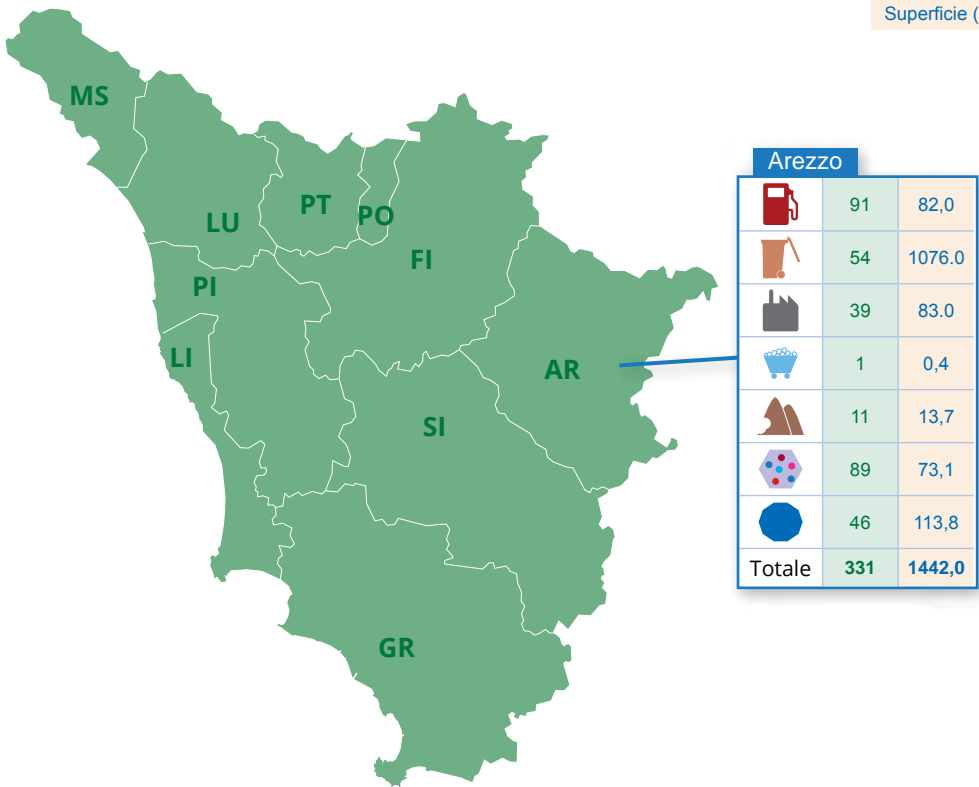 Superficie (
MS
LU
PT
PO
FI
PI
LI
AR
SI
GR
Arezzo
91 82,0
54 1076.0
39 83.0
1 0,4
11 13,7
89 73,1
46 113,8
Totale 331 1442,0